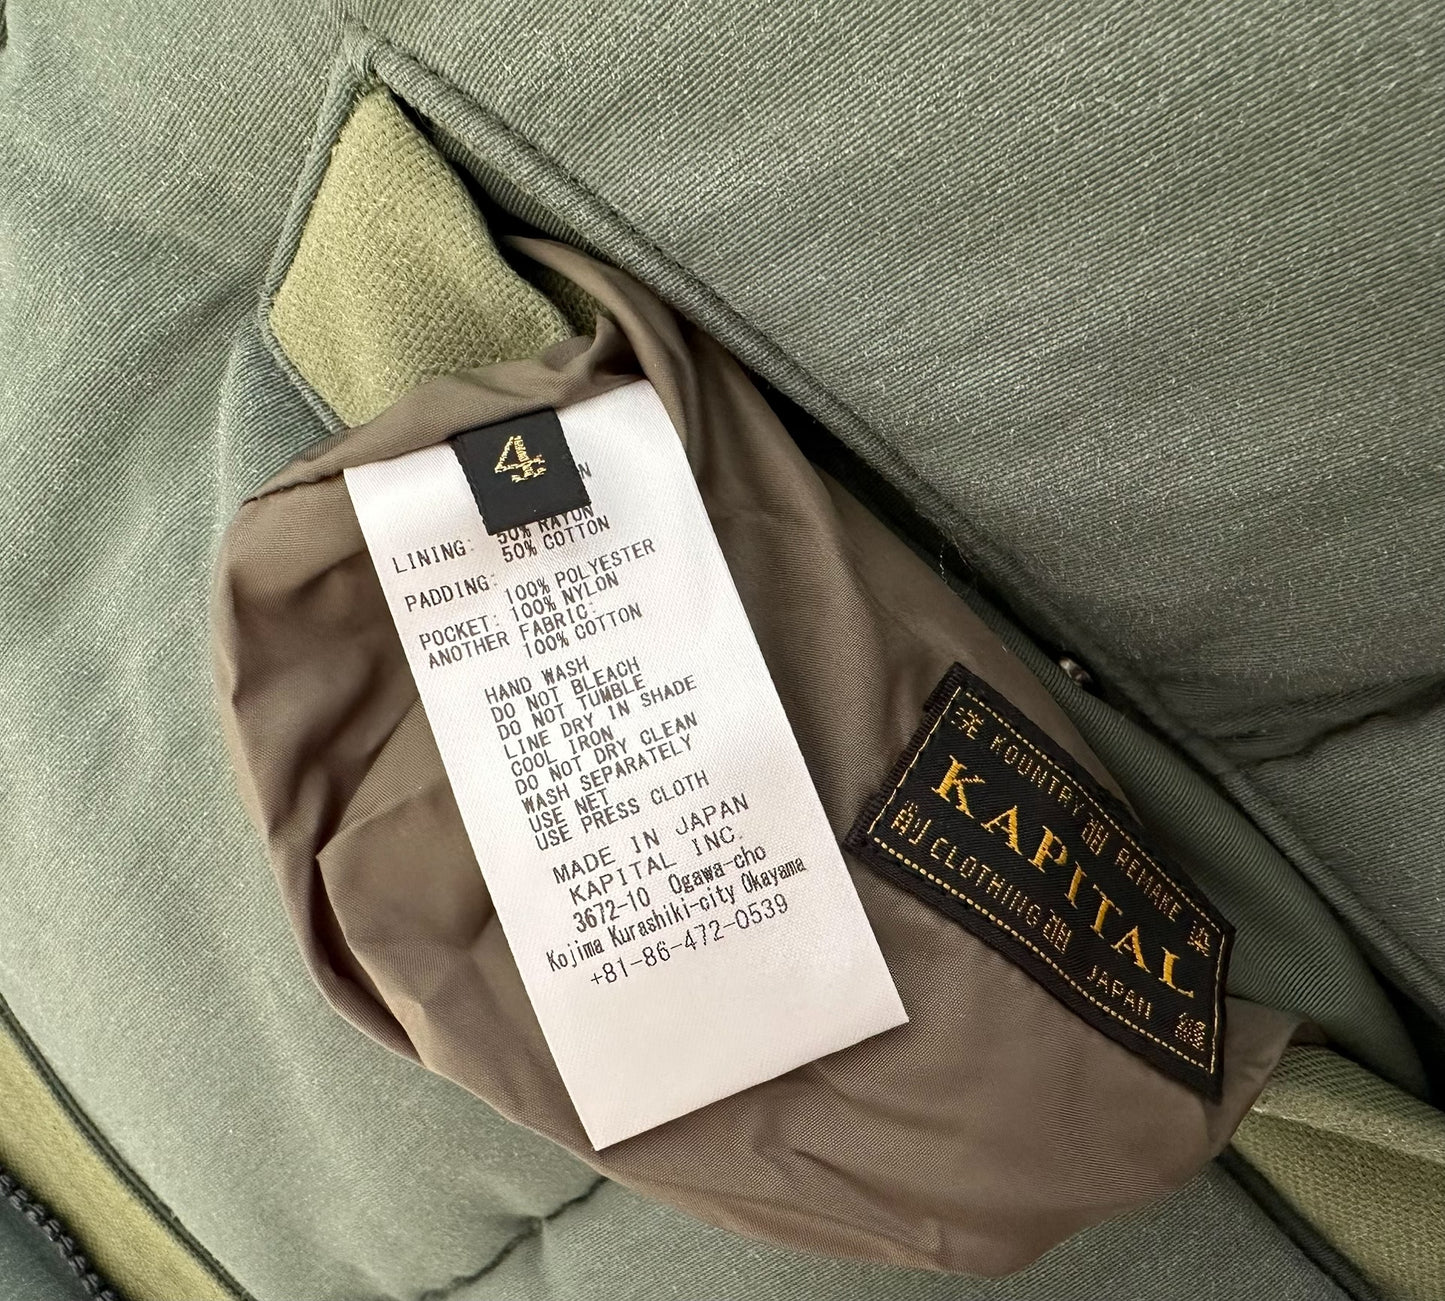 4
N
LINING: 50% RAYON
50% COTTON
PADDING: 100% POLYESTER
POCKET: 100% NYLON
ANOTHER FABRIC:
100% COTTON
HAND WASH
DO NOT BLEACH
DO NOT TUMBLE
LINE DRY IN SHADE
COOL IRON
DO NOT DRY CLEAN
WASH SEPARATELY
USE NET
USE PRESS CLOTH
MADE IN JAPAN
KAPITAL INC.
3672-10 Ogawa-cho
Kojima Kurashiki-city Okayama
+81-86-472-0539
KOUNTRY REMAKE 染
KAPITAL
CLOTHING JAPAN 縫